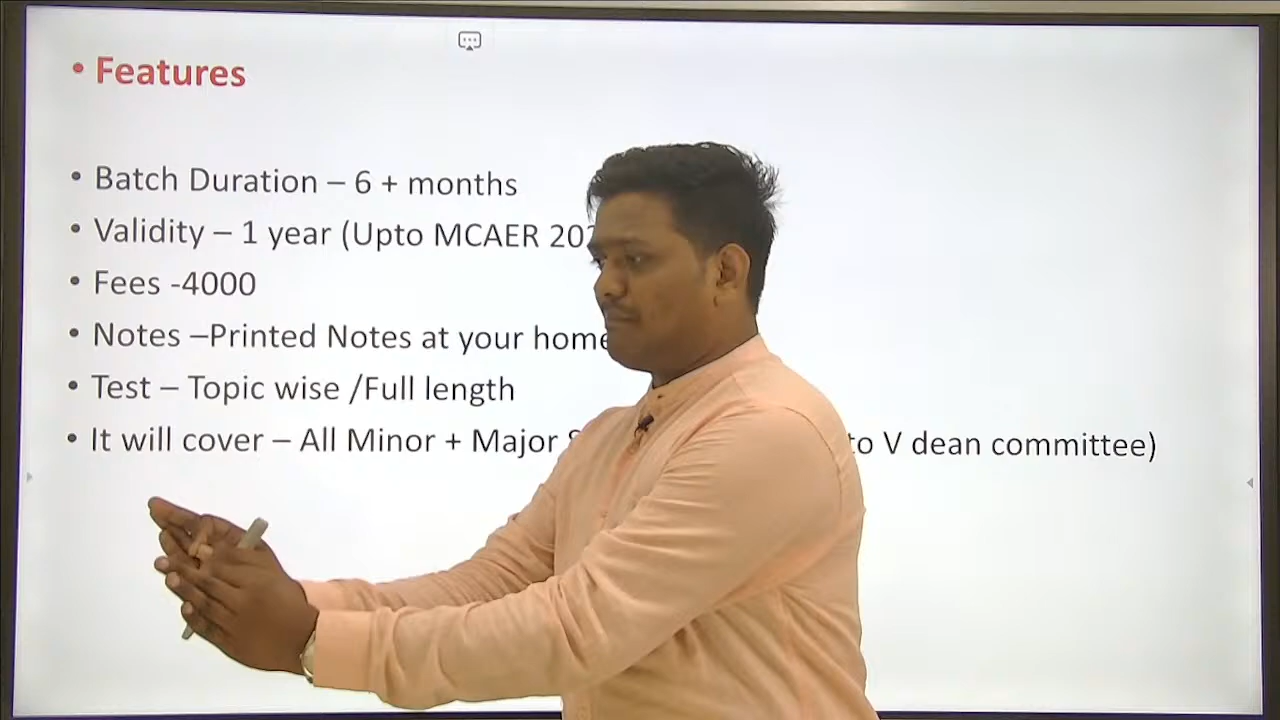 • Features
• Batch Duration – 6 + months
• Validity – 1 year (Upto MCAER 202
• Fees -4000
• Notes –Printed Notes at your home
• Test – Topic wise /Full length
• It will cover – All Minor + Major to V dean committee)